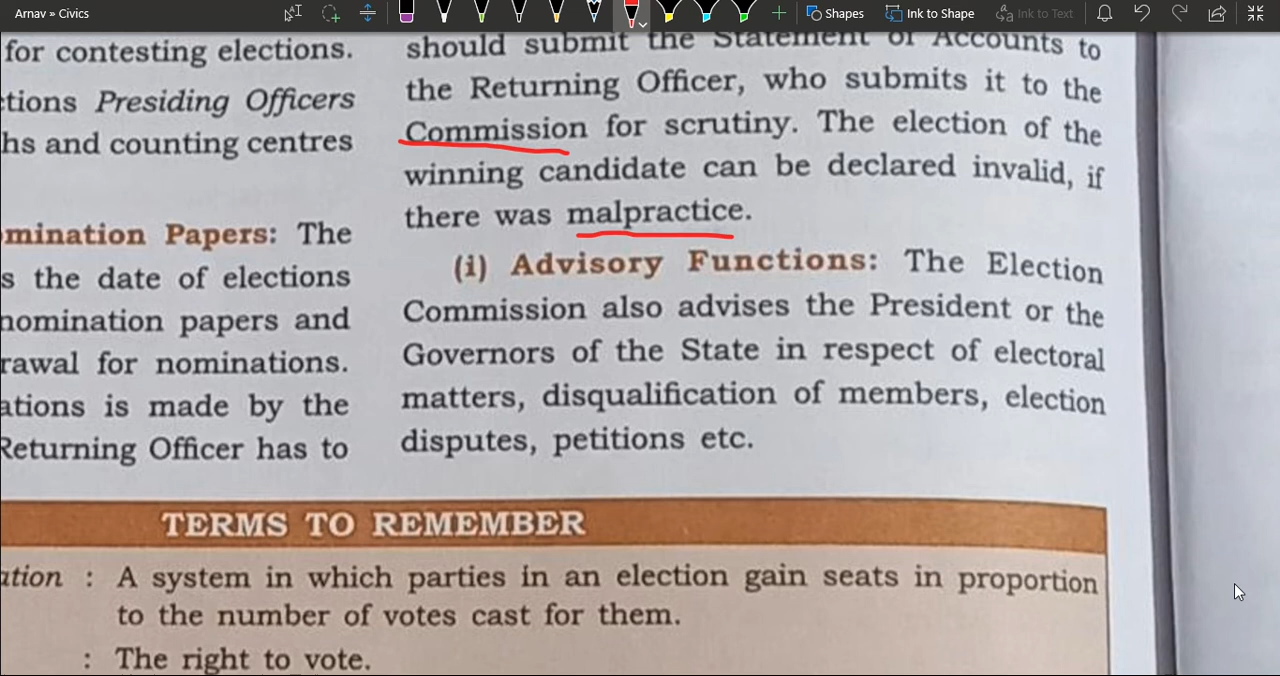 Arnav » Civics
Shapes
Ink to Shape
Ink to Text
for contesting elections.
Presiding Officers
and counting centres
Papers: The
the date of elections
nomination papers and
for nominations.
is made by the
Returning Officer has to
should submit the Statement of Accounts to
the Returning Officer, who submits it to the
Commission for scrutiny. The election of the
winning candidate can be declared invalid, if
there was malpractice.
(i) Advisory Functions: The Election
Commission also advises the President or the
Governors of the State in respect of electoral
matters, disqualification of members, election
disputes, petitions etc.
TERMS TO REMEMBER
: A system in which parties in an election gain seats in proportion
to the number of votes cast for them.
: The right to vote.